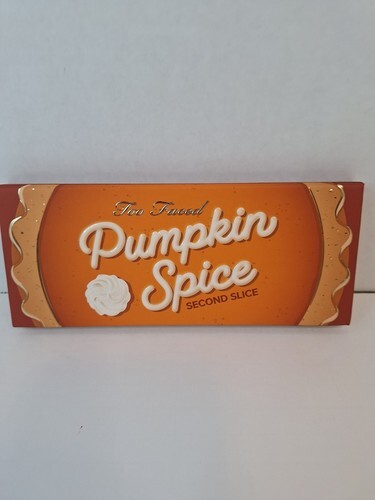 Too Faced
Pumpkin
Spice
SECOND SLICE